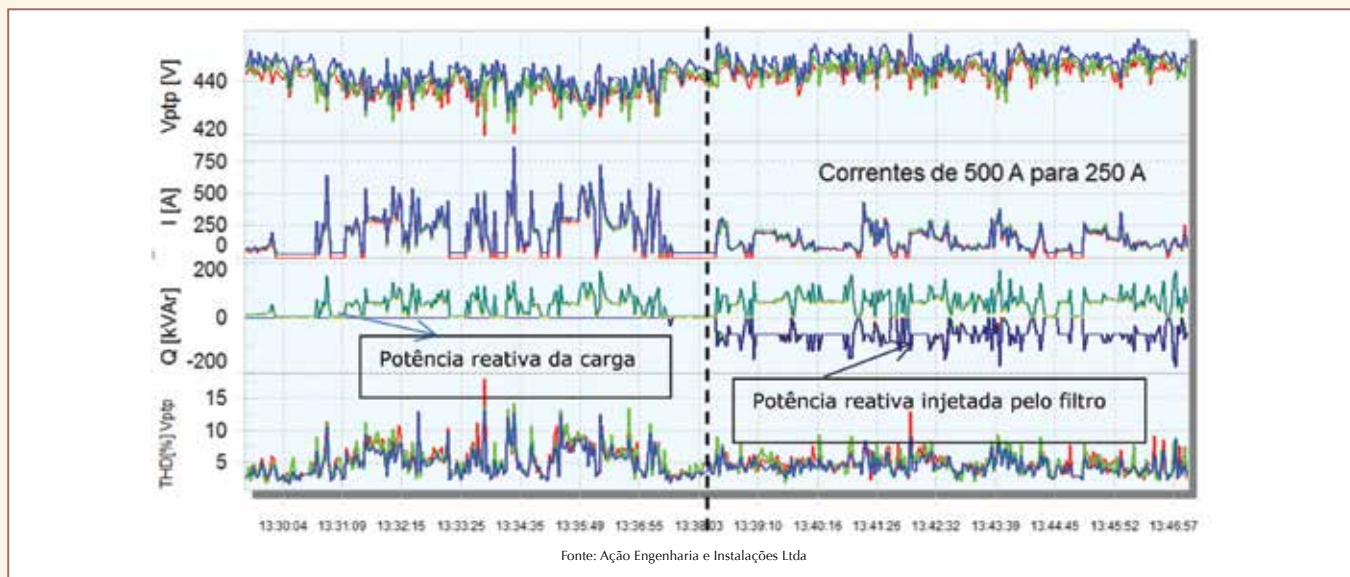 Vptp [V]
440
420
I [A]
750
500
250
0
Correntes de 500 A para 250 A
Q [kVAr]
200
0
-200
Potência reativa da carga
Potência reativa injetada pelo filtro
THD[%] Vptp
15
10
5
13:30:04 13:31:09 13:32:15 13:33:25 13:34:35 13:35:49 13:36:55 13:38:03 13:39:10 13:40:16 13:41:26 13:42:32 13:43:39 13:44:45 13:45:52 13:46:57
Fonte: Ação Engenharia e Instalações Ltda